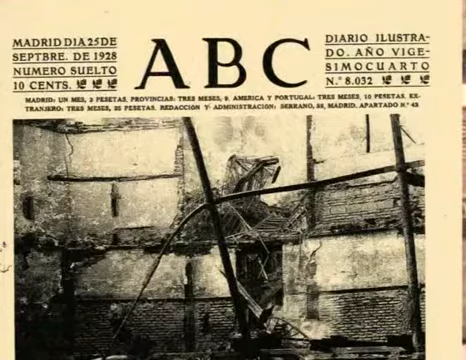 MADRID DIA 25 DE
SEPTBRE. DE 1928
NUMERO SUELTO
10 CENTS.
ABC
DIARIO ILUSTRA-
DO. AÑO VIGE-
SIMOCUARTO
N.º 8.032
MADRID: UN MES, 3 PESETAS. PROVINCIAS: TRES MESES, 9. AMERICA Y PORTUGAL: TRES MESES, 10 PESETAS. EX-
TRANJERO: TRES MESES, 25 PESETAS. REDACCION Y ADMINISTRACION: SERRANO, 55, MADRID. APARTADO N.º 43